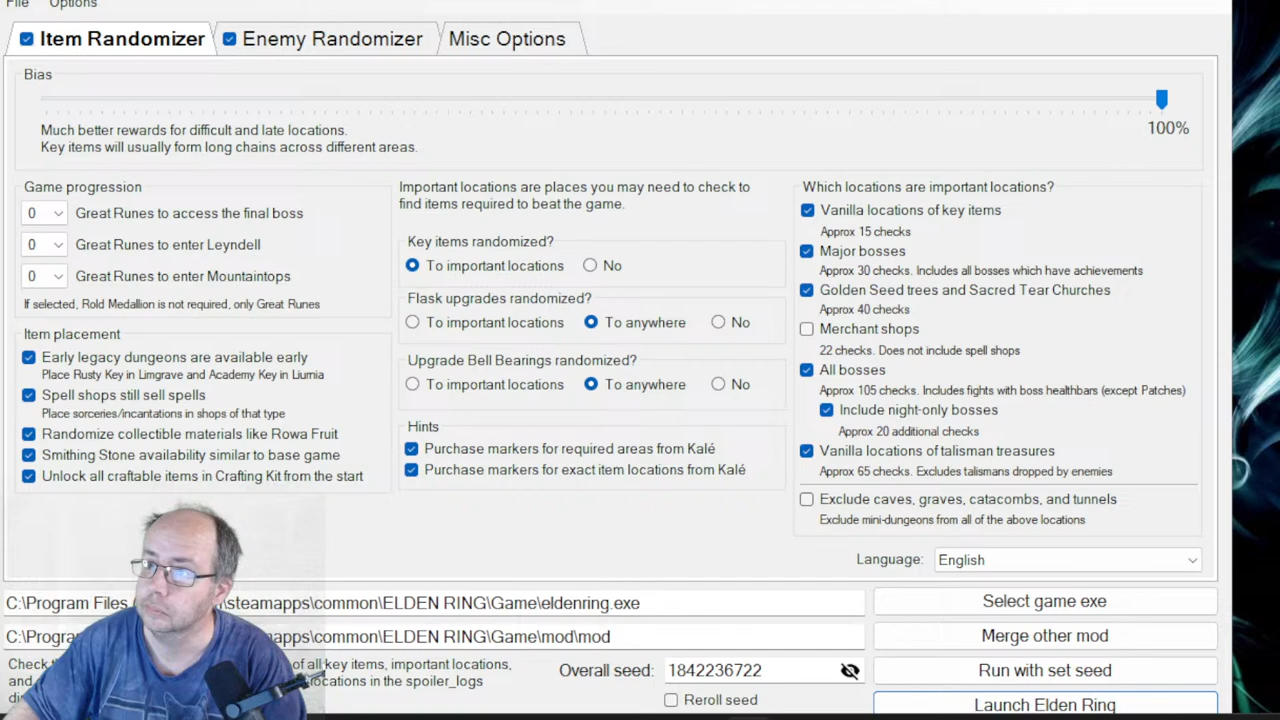 File Options
Item Randomizer Enemy Randomizer Misc Options
Bias
100%
Much better rewards for difficult and late locations.
Key items will usually form long chains across different areas.
Game progression
0 Great Runes to access the final boss
0 Great Runes to enter Leyndell
0 Great Runes to enter Mountaintops
If selected, Rold Medallion is not required, only Great Runes
Item placement
Early legacy dungeons are available early
Place Rusty Key in Limgrave and Academy Key in Liurnia
Spell shops still sell spells
Place sorceries/incantations in shops of that type
Randomize collectible materials like Rowa Fruit
Smithing Stone availability similar to base game
Unlock all craftable items in Crafting Kit from the start
Important locations are places you may need to check to
find items required to beat the game.
Key items randomized?
To important locations No
Flask upgrades randomized?
To important locations To anywhere No
Upgrade Bell Bearings randomized?
To important locations To anywhere No
Hints
Purchase markers for required areas from Kalé
Purchase markers for exact item locations from Kalé
Which locations are important locations?
Vanilla locations of key items
Approx 15 checks
Major bosses
Approx 30 checks. Includes all bosses which have achievements
Golden Seed trees and Sacred Tear Churches
Approx 40 checks
Merchant shops
22 checks. Does not include spell shops
All bosses
Approx 105 checks. Includes fights with boss healthbars (except Patches)
Include night-only bosses
Approx 20 additional checks
Vanilla locations of talisman treasures
Approx 65 checks. Excludes talismans dropped by enemies
Exclude caves, graves, catacombs, and tunnels
Exclude mini-dungeons from all of the above locations
Language: English
C:\Program Files steamapps\common\ELDEN RING\Game\eldenring.exe
Select game exe
C:\Prog steamapps\common\ELDEN RING\Game\mod\mod
Merge other mod
Check of all key items, important locations,
and locations in the spoiler_logs
Overall seed: 1842236722
Run with set seed
Reroll seed
Launch Elden Ring